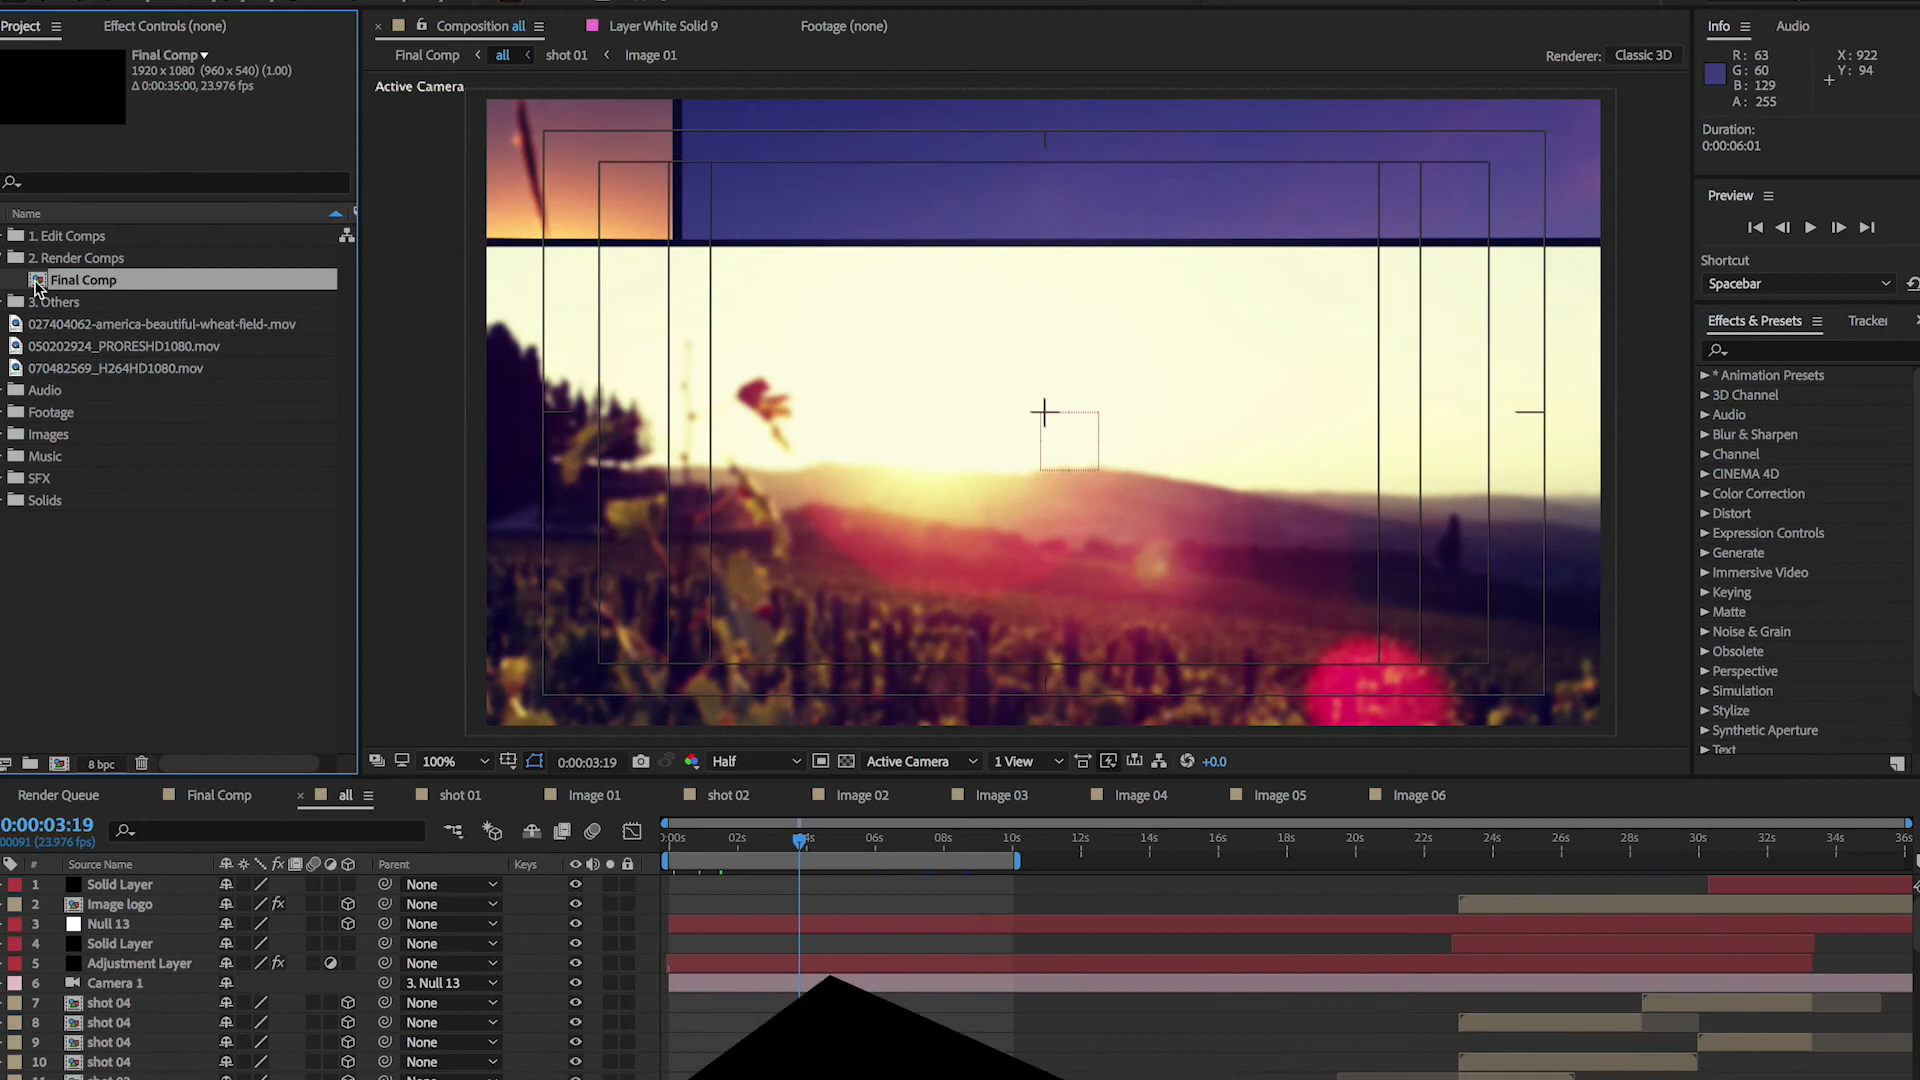 Project
Effect Controls (none)
Composition all
Layer White Solid 9
Footage (none)
Info
Audio
Final Comp
1920 x 1080 (960 x 540) (1.00)
Δ 0:00:35:00, 23.976 fps
Final Comp
all
shot 01
Image 01
Renderer:
Classic 3D
R: 63
G: 60
B: 129
A: 255
X: 922
Y: 94
Active Camera
Duration:
0:00:06:01
Preview
Shortcut
Spacebar
Name
1. Edit Comps
2. Render Comps
Final Comp
3. Others
027404062-america-beautiful-wheat-field-.mov
050202924_PRORESHD1080.mov
070482569_H264HD1080.mov
Audio
Footage
Images
Music
SFX
Solids
Effects & Presets
Tracker
* Animation Presets
3D Channel
Audio
Blur & Sharpen
Channel
CINEMA 4D
Color Correction
Distort
Expression Controls
Generate
Immersive Video
Keying
Matte
Noise & Grain
Obsolete
Perspective
Simulation
Stylize
Synthetic Aperture
Text
8 bpc
100%
0:00:03:19
Half
Active Camera
1 View
+0.0
Render Queue
Final Comp
all
shot 01
Image 01
shot 02
Image 02
Image 03
Image 04
Image 05
Image 06
0:00:03:19
00091 (23.976 fps)
02s
06s
08s
10s
12s
14s
16s
18s
20s
22s
24s
26s
28s
30s
32s
34s
36s
# Source Name
Parent
Keys
1 Solid Layer None
2 Image logo fx None
3 Null 13 None
4 Solid Layer None
5 Adjustment Layer fx None
6 Camera 1 3. Null 13
7 shot 04 None
8 shot 04 None
9 shot 04 None
10 shot 04 None